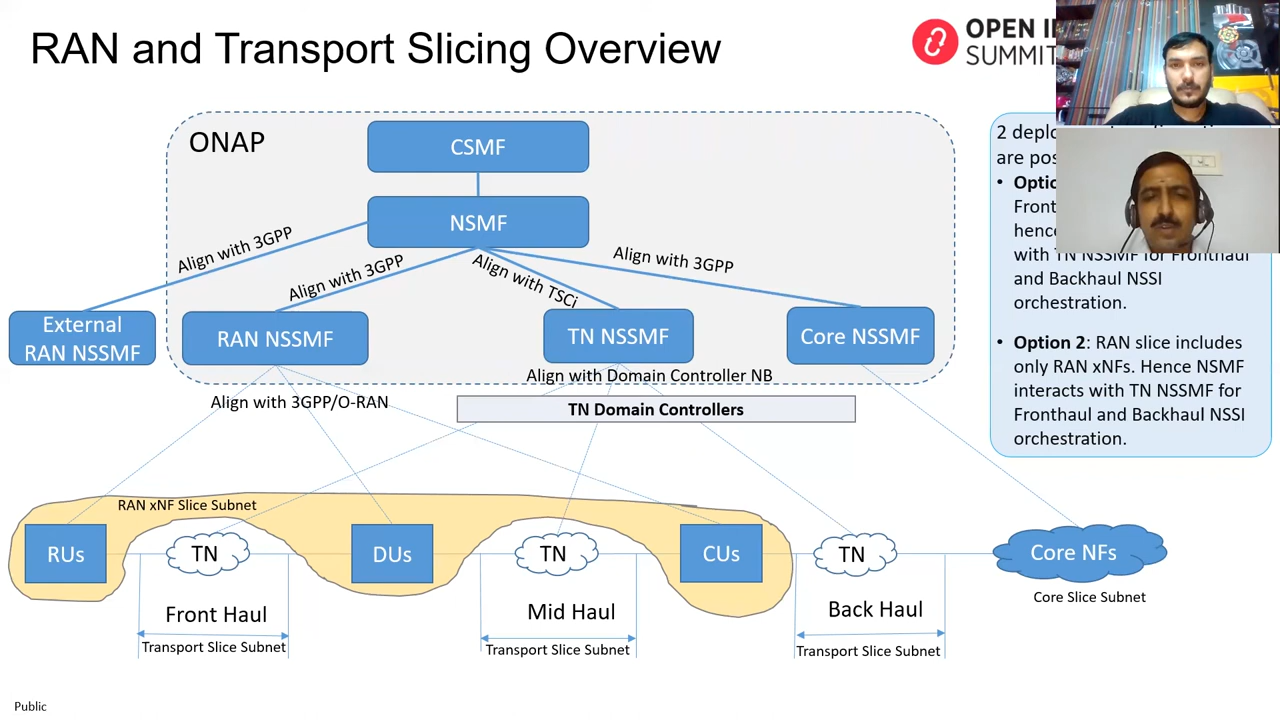 RAN and Transport Slicing Overview
OPEN
SUMMIT
ONAP
CSMF
NSMF
Align with 3GPP
Align with 3GPP
Align with TSCi
Align with 3GPP
External
RAN NSSMF
RAN NSSMF
TN NSSMF
Core NSSMF
Align with Domain Controller NB
Align with 3GPP/O-RAN
TN Domain Controllers
2
are
•
with TN NSSMF for Fronthaul
and Backhaul NSSI
orchestration.
• Option 2: RAN slice includes
only RAN xNFs. Hence NSMF
interacts with TN NSSMF for
Fronthaul and Backhaul NSSI
orchestration.
RAN xNF Slice Subnet
RUs
TN
DUs
TN
CUs
TN
Core NFs
Core Slice Subnet
Front Haul
Mid Haul
Back Haul
Transport Slice Subnet
Transport Slice Subnet
Transport Slice Subnet
Public